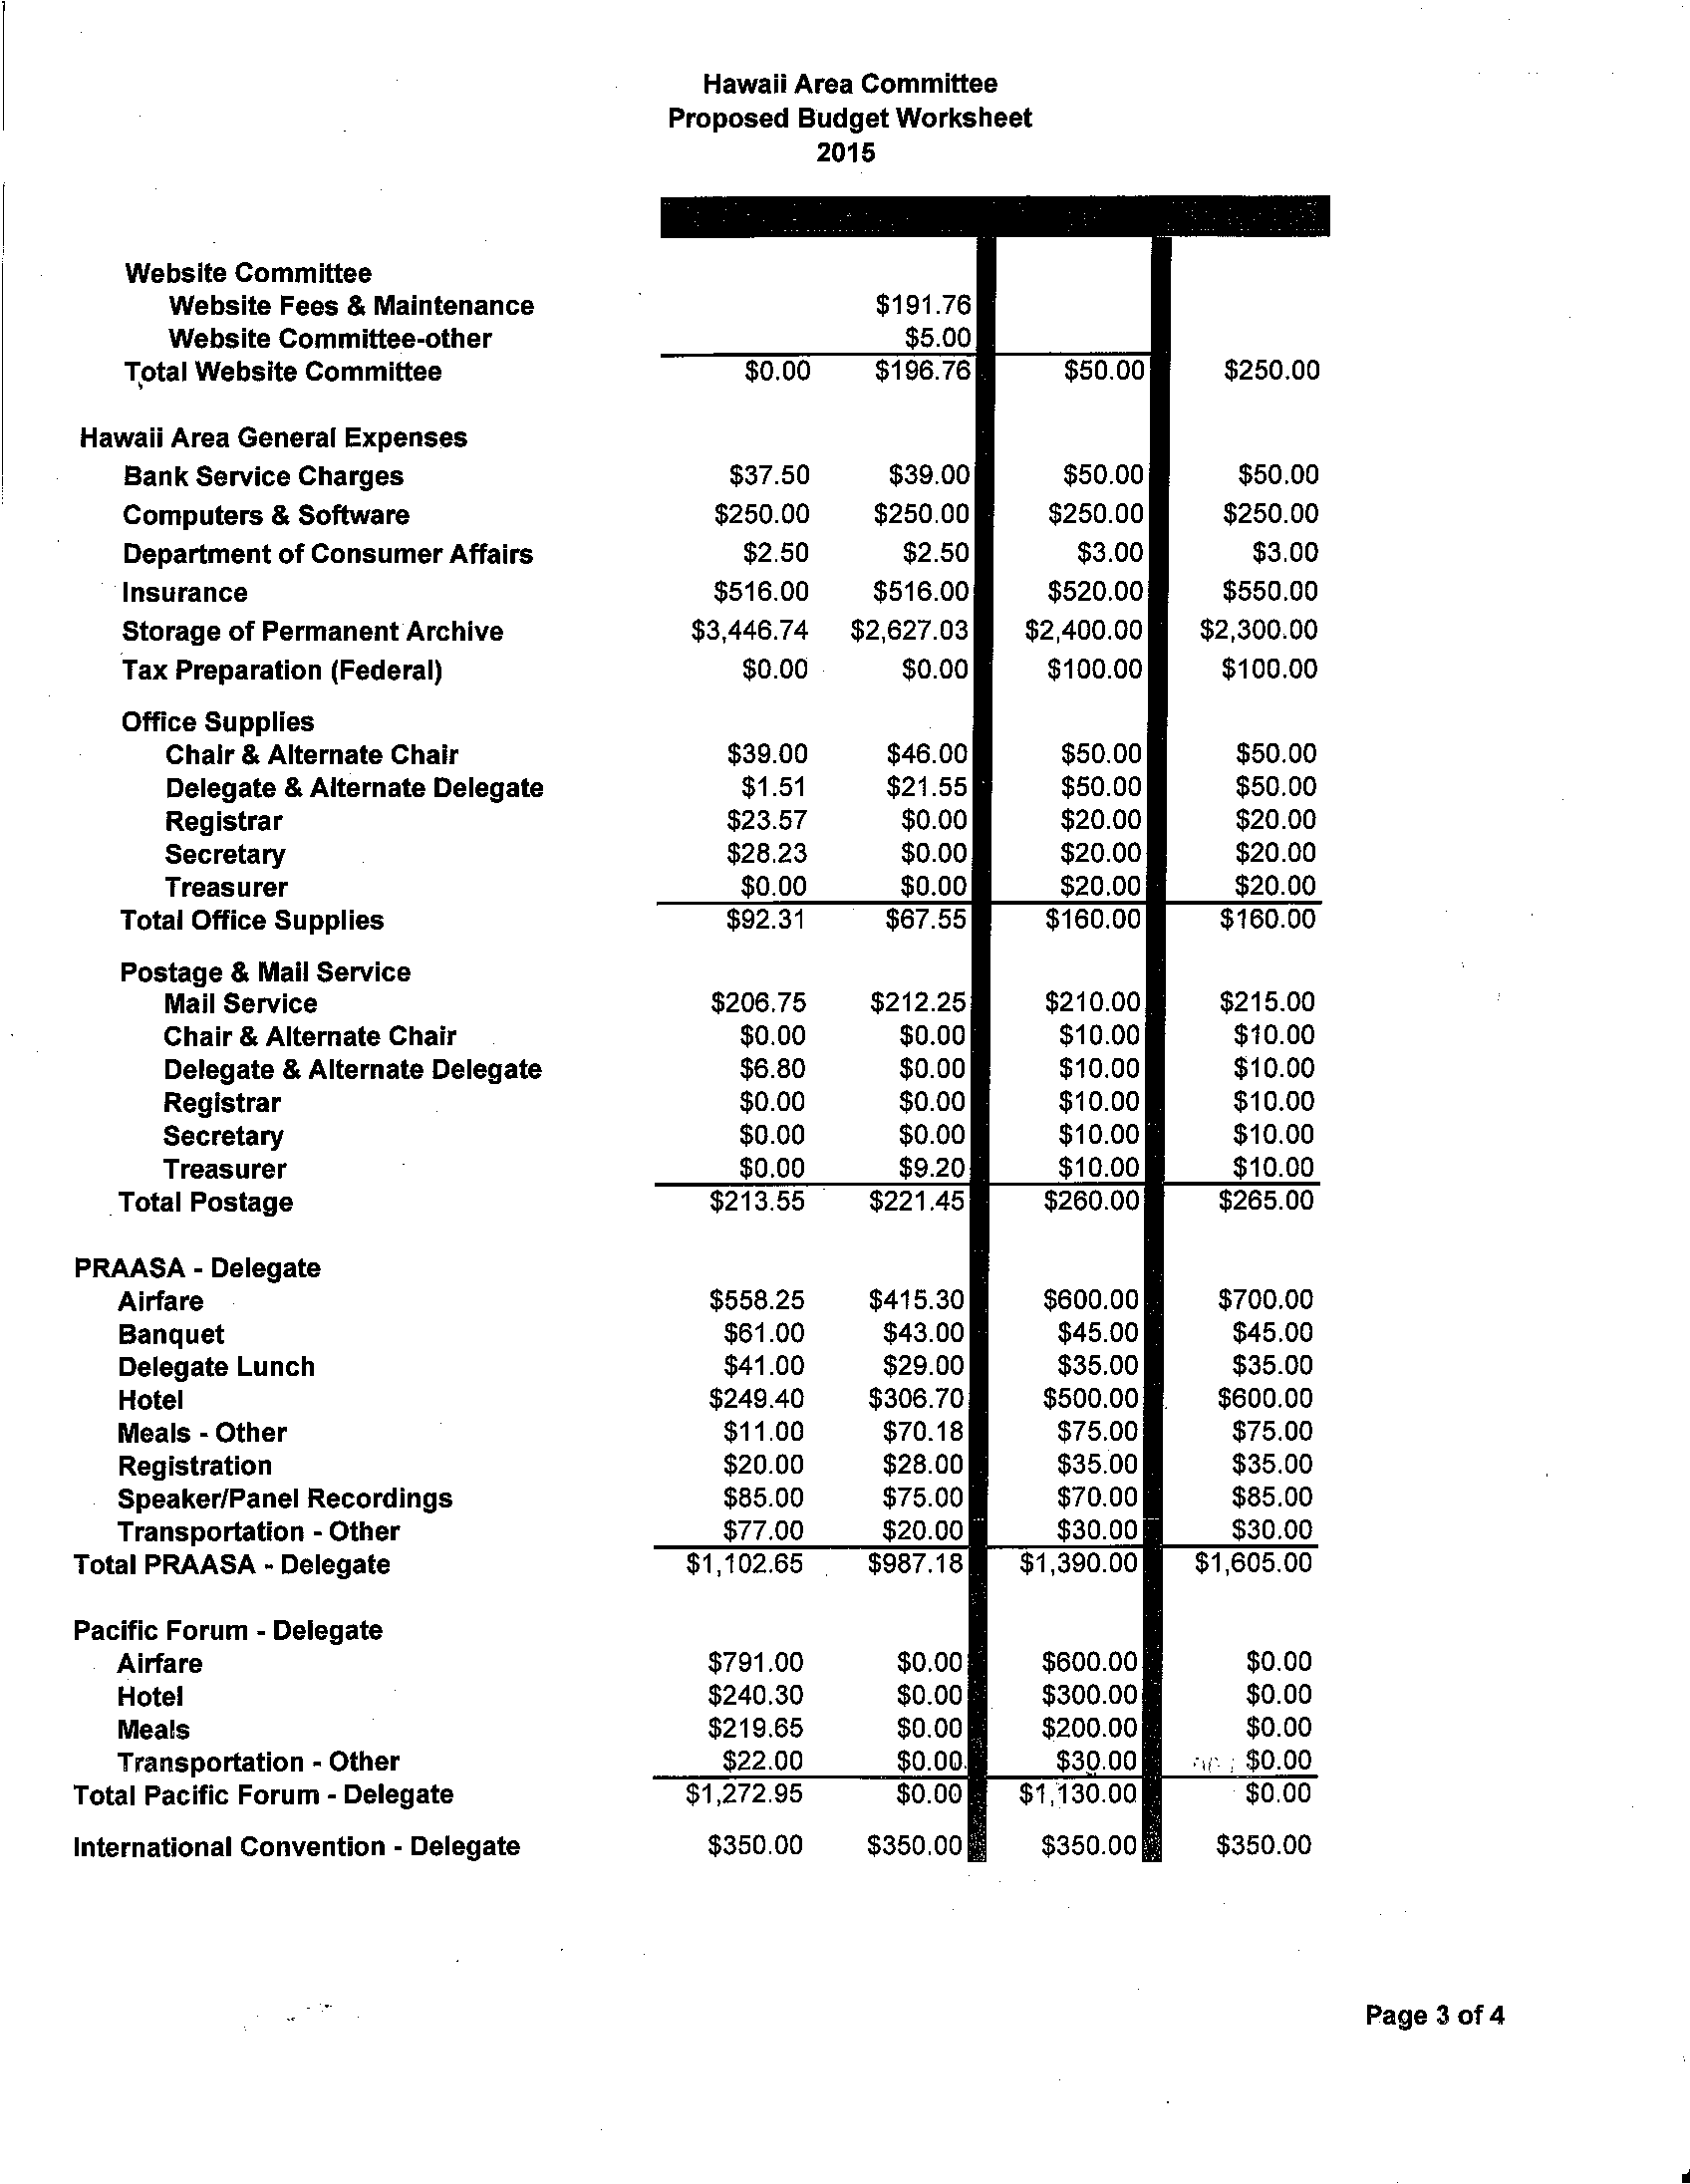 Hawaii Area Committee
Proposed Budget Worksheet
2015
Website Committee
Website Fees & Maintenance $191.76
Website Committee-other $5.00
Total Website Committee $0.00 $196.76 $50.00 $250.00
Hawaii Area General Expenses
Bank Service Charges $37.50 $39.00 $50.00 $50.00
Computers & Software $250.00 $250.00 $250.00 $250.00
Department of Consumer Affairs $2.50 $2.50 $3.00 $3.00
Insurance $516.00 $516.00 $520.00 $550.00
Storage of Permanent Archive $3,446.74 $2,627.03 $2,400.00 $2,300.00
Tax Preparation (Federal) $0.00 $0.00 $100.00 $100.00
Office Supplies
Chair & Alternate Chair $39.00 $46.00 $50.00 $50.00
Delegate & Alternate Delegate $1.51 $21.55 $50.00 $50.00
Registrar $23.57 $0.00 $20.00 $20.00
Secretary $28.23 $0.00 $20.00 $20.00
Treasurer $0.00 $0.00 $20.00 $20.00
Total Office Supplies $92.31 $67.55 $160.00 $160.00
Postage & Mail Service
Mail Service $206.75 $212.25 $210.00 $215.00
Chair & Alternate Chair $0.00 $0.00 $10.00 $10.00
Delegate & Alternate Delegate $6.80 $0.00 $10.00 $10.00
Registrar $0.00 $0.00 $10.00 $10.00
Secretary $0.00 $0.00 $10.00 $10.00
Treasurer $0.00 $9.20 $10.00 $10.00
Total Postage $213.55 $221.45 $260.00 $265.00
PRAASA - Delegate
Airfare $558.25 $415.30 $600.00 $700.00
Banquet $61.00 $43.00 $45.00 $45.00
Delegate Lunch $41.00 $29.00 $35.00 $35.00
Hotel $249.40 $306.70 $500.00 $600.00
Meals - Other $11.00 $70.18 $75.00 $75.00
Registration $20.00 $28.00 $35.00 $35.00
Speaker/Panel Recordings $85.00 $75.00 $70.00 $85.00
Transportation - Other $77.00 $20.00 $30.00 $30.00
Total PRAASA - Delegate $1,102.65 $987.18 $1,390.00 $1,605.00
Pacific Forum - Delegate
Airfare $791.00 $0.00 $600.00 $0.00
Hotel $240.30 $0.00 $300.00 $0.00
Meals $219.65 $0.00 $200.00 $0.00
Transportation - Other $22.00 $0.00 $30.00 $0.00
Total Pacific Forum - Delegate $1,272.95 $0.00 $1,130.00 $0.00
International Convention - Delegate $350.00 $350.00 $350.00 $350.00
Page 3 of 4